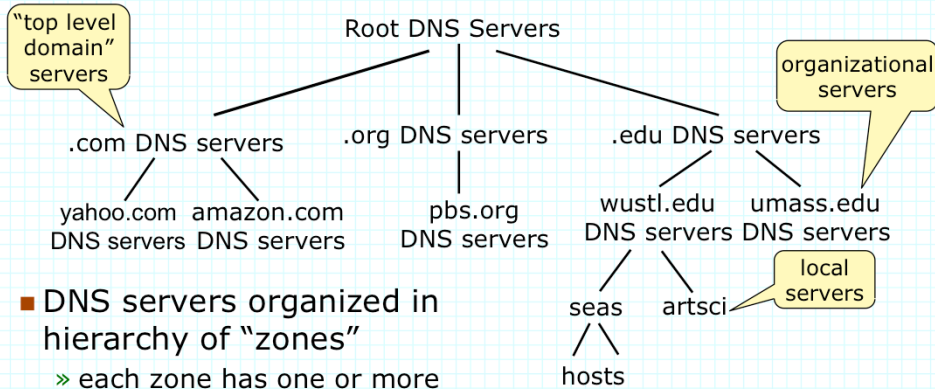 “top level
domain”
servers
Root DNS Servers
organizational
servers
.com DNS servers
.org DNS servers
.edu DNS servers
yahoo.com
DNS servers
amazon.com
DNS servers
pbs.org
DNS servers
wustl.edu
DNS servers
umass.edu
DNS servers
local
servers
seas
artsci
hosts
■ DNS servers organized in
hierarchy of “zones”
» each zone has one or more